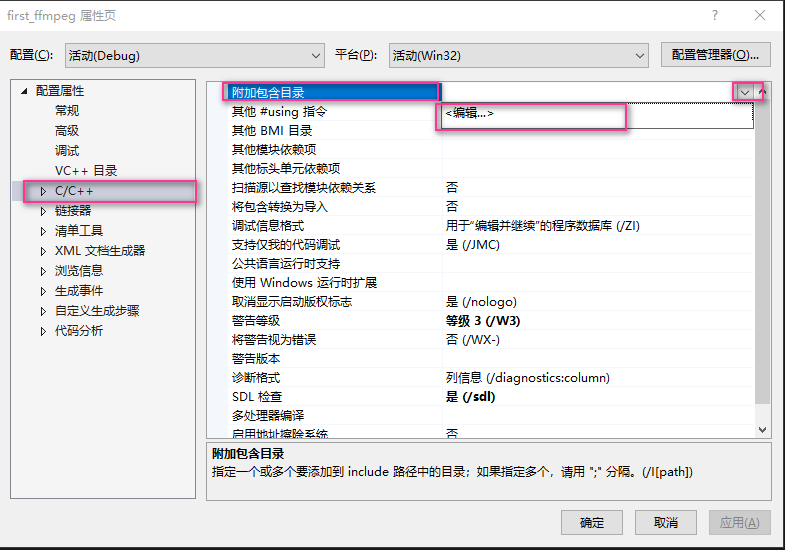 first_ffmpeg 属性页
配置(C): 活动(Debug) 平台(P): 活动(Win32) 配置管理器(O)...
配置属性
常规
高级
调试
VC++ 目录
C/C++
链接器
清单工具
XML 文档生成器
浏览信息
生成事件
自定义生成步骤
代码分析
附加包含目录
<编辑...>
其他 #using 指令
其他 BMI 目录
其他模块依赖项
其他标头单元依赖项
扫描源以查找模块依赖关系 否
将包含转换为导入 否
调试信息格式 用于“编辑并继续”的程序数据库 (/ZI)
支持仅我的代码调试 是 (/JMC)
公共语言运行时支持
使用 Windows 运行时扩展
取消显示启动版权标志 是 (/nologo)
警告等级 等级 3 (/W3)
将警告视为错误 否 (/WX-)
警告版本
诊断格式 列信息 (/diagnostics:column)
SDL 检查 是 (/sdl)
多处理器编译
启用地址擦除系统 否
附加包含目录
指定一个或多个要添加到 include 路径中的目录；如果指定多个，请用 ";" 分隔。(/I[path])
确定 取消 应用(A)